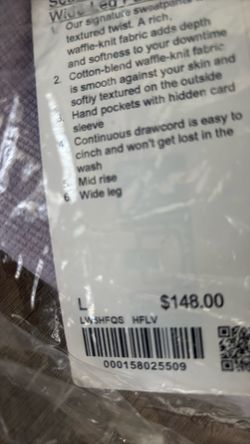 Wide Leg
1. Our signature sweatpants
textured twist. A rich,
waffle-knit fabric adds depth
and softness to your downtime
2. Cotton-blend waffle-knit fabric
is smooth against your skin and
softly textured on the outside
3. Hand pockets with hidden card
sleeve
4. Continuous drawcord is easy to
cinch and won't get lost in the
wash
5. Mid rise
6. Wide leg
L $148.00
HFLV
000158025509